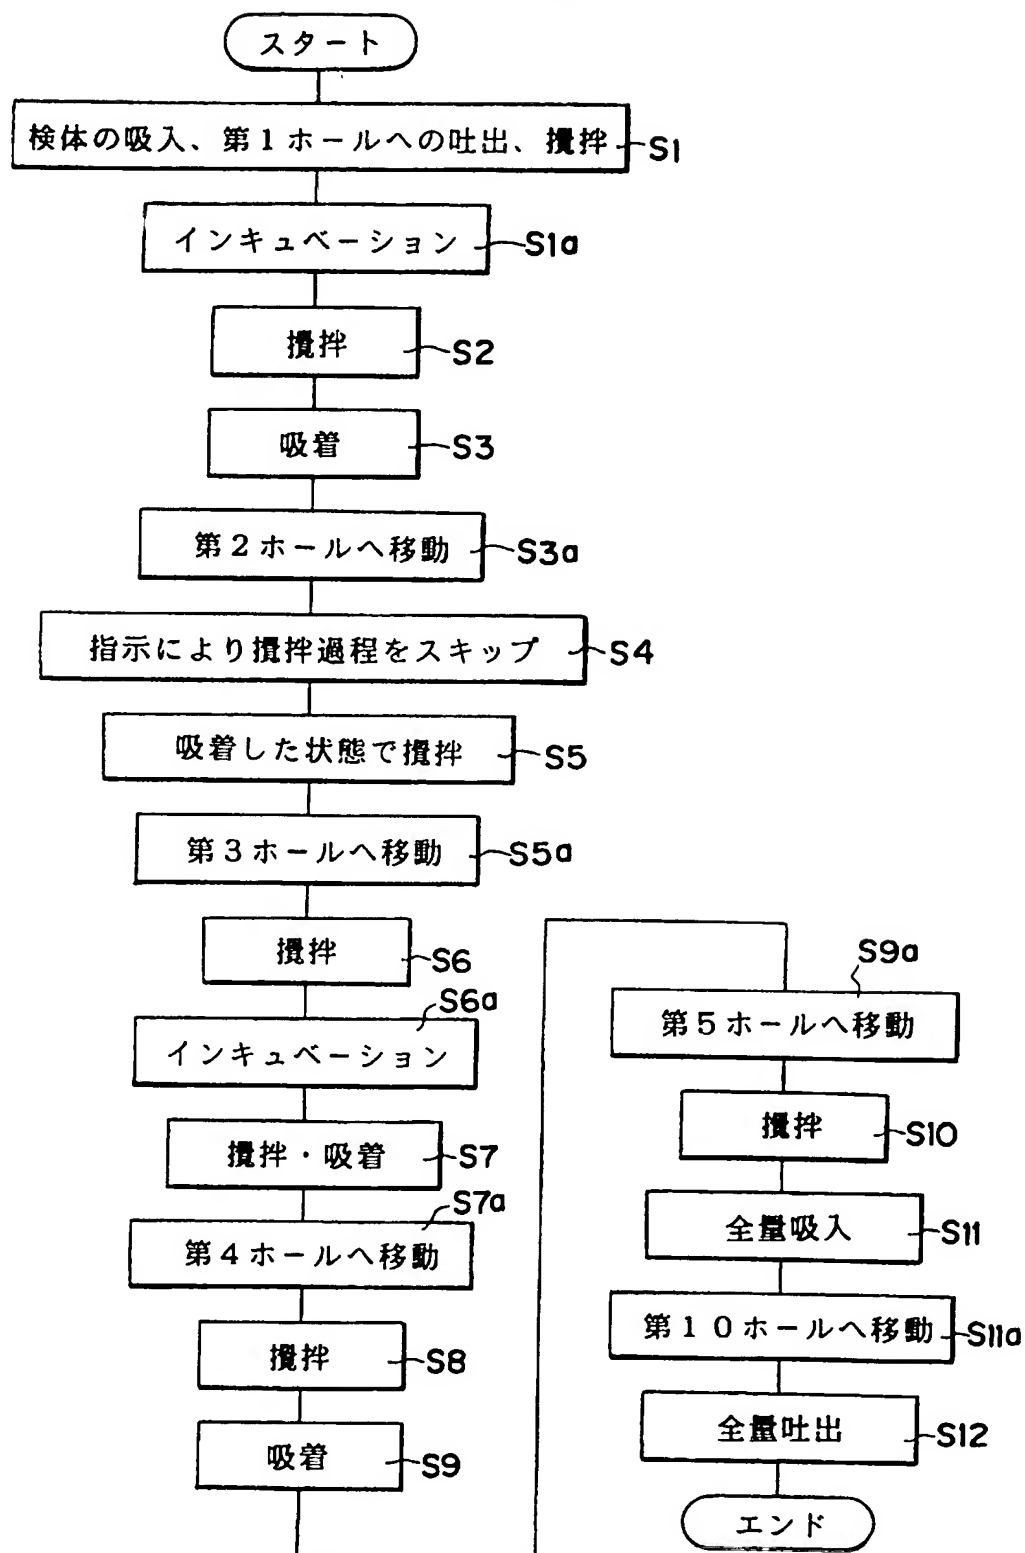 スタート
検体の吸入、第1ホールへの吐出、攪拌
S1
インキュベーション
S1a
攪拌
S2
吸着
S3
第2ホールへ移動
S3a
指示により攪拌過程をスキップ
S4
吸着した状態で攪拌
S5
第3ホールへ移動
S5a
攪拌
S6
S6a
インキュベーション
攪拌・吸着
S7
S7a
第4ホールへ移動
攪拌
S8
吸着
S9
S9a
第5ホールへ移動
攪拌
S10
全量吸入
S11
第10ホールへ移動
S11a
全量吐出
S12
エンド